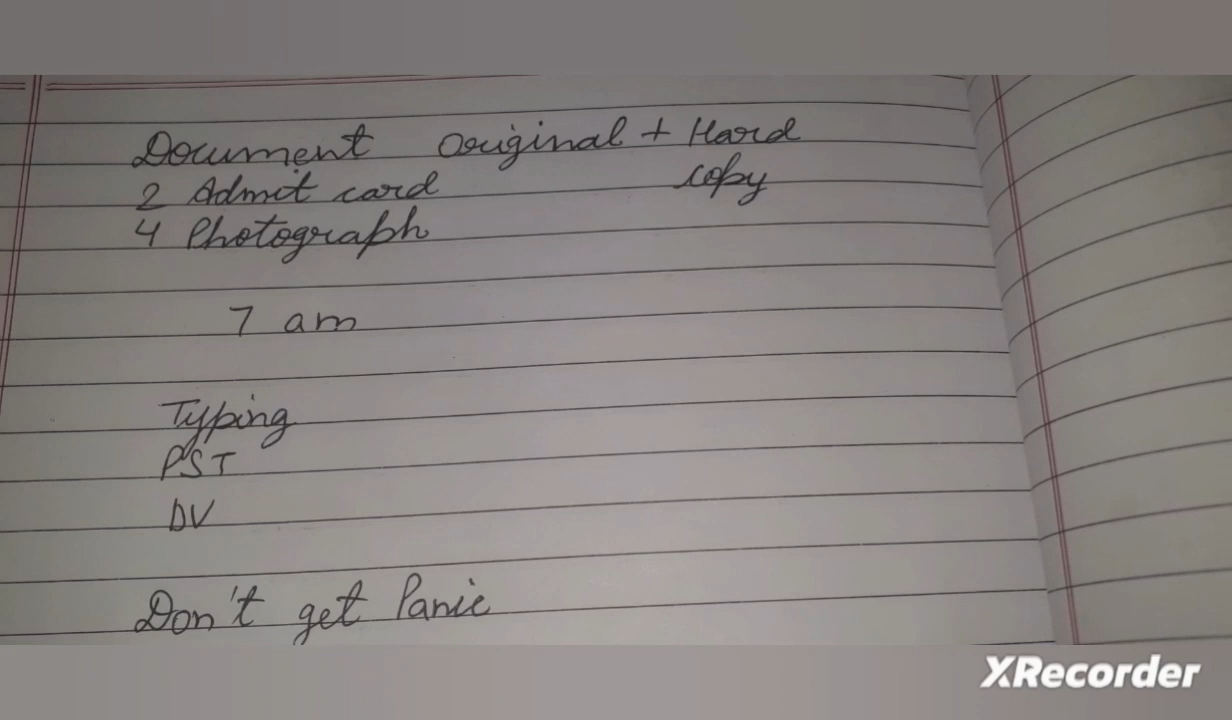 Document Original + Hard
copy
2 Admit card
4 Photograph
7 am
Typing
PST
DV
Don't get Panic
XRecorder